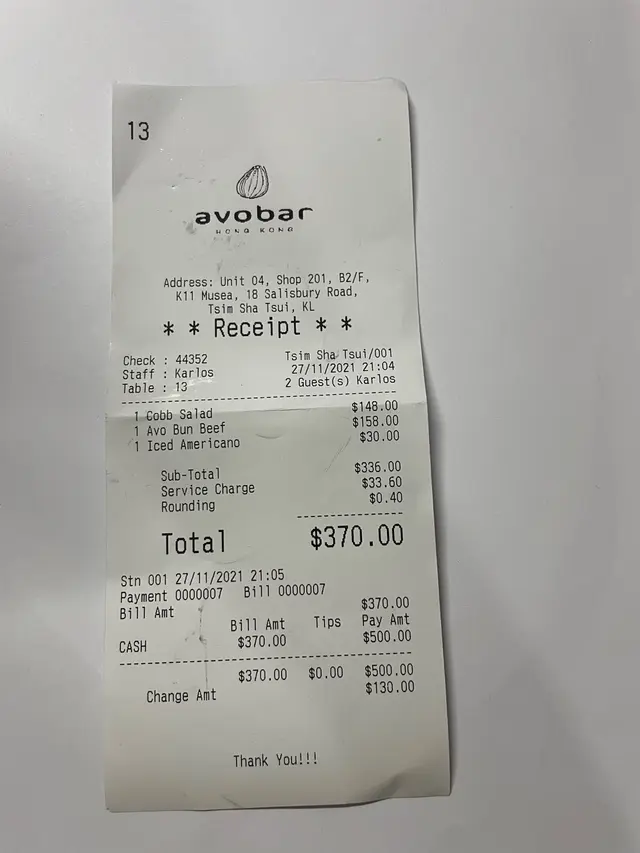 13
avobar
HONG KONG
Address: Unit 04, Shop 201, B2/F,
K11 Musea, 18 Salisbury Road,
Tsim Sha Tsui, KL
* * Receipt * *
Check : 44352 Tsim Sha Tsui/001
Staff : Karlos 27/11/2021 21:04
Table : 13 2 Guest(s) Karlos
1 Cobb Salad $148.00
1 Avo Bun Beef $158.00
1 Iced Americano $30.00
Sub-Total $336.00
Service Charge $33.60
Rounding $0.40
Total $370.00
Stn 001 27/11/2021 21:05
Payment 0000007 Bill 0000007
Bill Amt $370.00
Bill Amt Tips Pay Amt
CASH $370.00 $500.00
$370.00 $0.00 $500.00
Change Amt $130.00
Thank You!!!